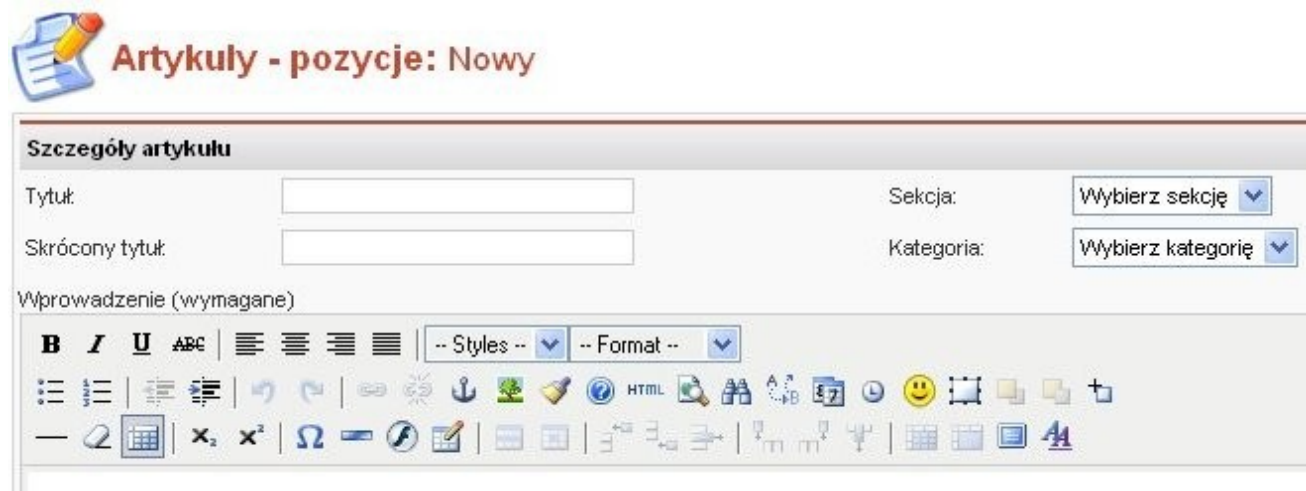 Artykuły - pozycje: Nowy
Szczegóły artykułu
Tytuł:
Sekcja: Wybierz sekcję
Skrócony tytuł:
Kategoria: Wybierz kategorię
Wprowadzenie (wymagane)
B I U ABC -- Styles -- -- Format --
HTML